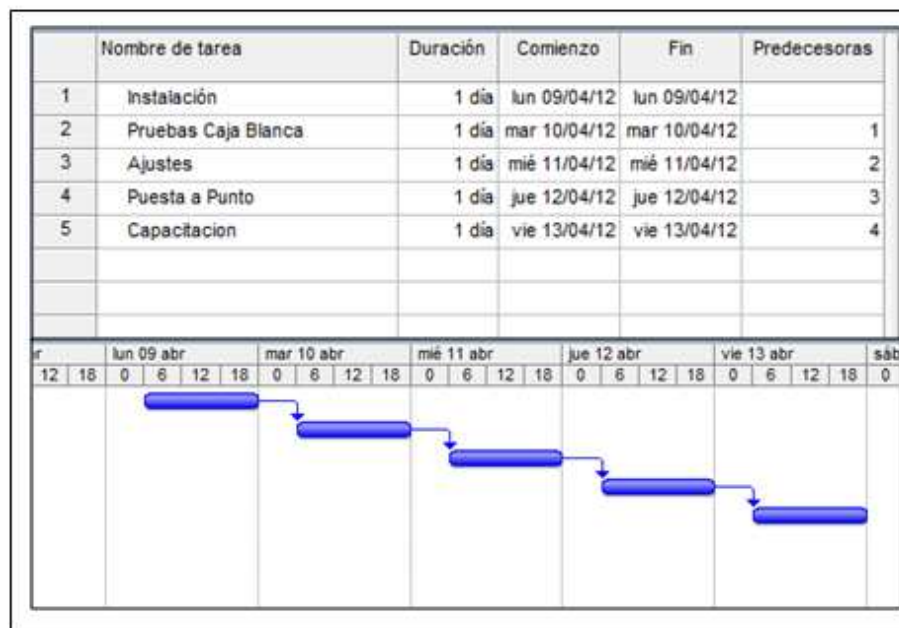 Nombre de tarea Duración Comienzo Fin Predecesoras
1 Instalación 1 día lun 09/04/12 lun 09/04/12
2 Pruebas Caja Blanca 1 día mar 10/04/12 mar 10/04/12 1
3 Ajustes 1 día mié 11/04/12 mié 11/04/12 2
4 Puesta a Punto 1 día jue 12/04/12 jue 12/04/12 3
5 Capacitacion 1 día vie 13/04/12 vie 13/04/12 4
r lun 09 abr mar 10 abr mié 11 abr jue 12 abr vie 13 abr sáb
12 18 0 6 12 18 0 6 12 18 0 6 12 18 0 6 12 18 0 6 12 18 0